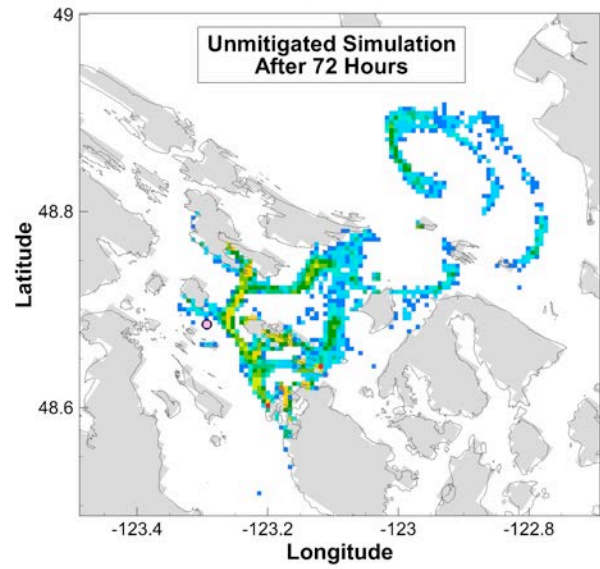 Unmitigated Simulation
After 72 Hours
49
48.8
48.6
Latitude
-123.4
-123.2
-123
-122.8
Longitude